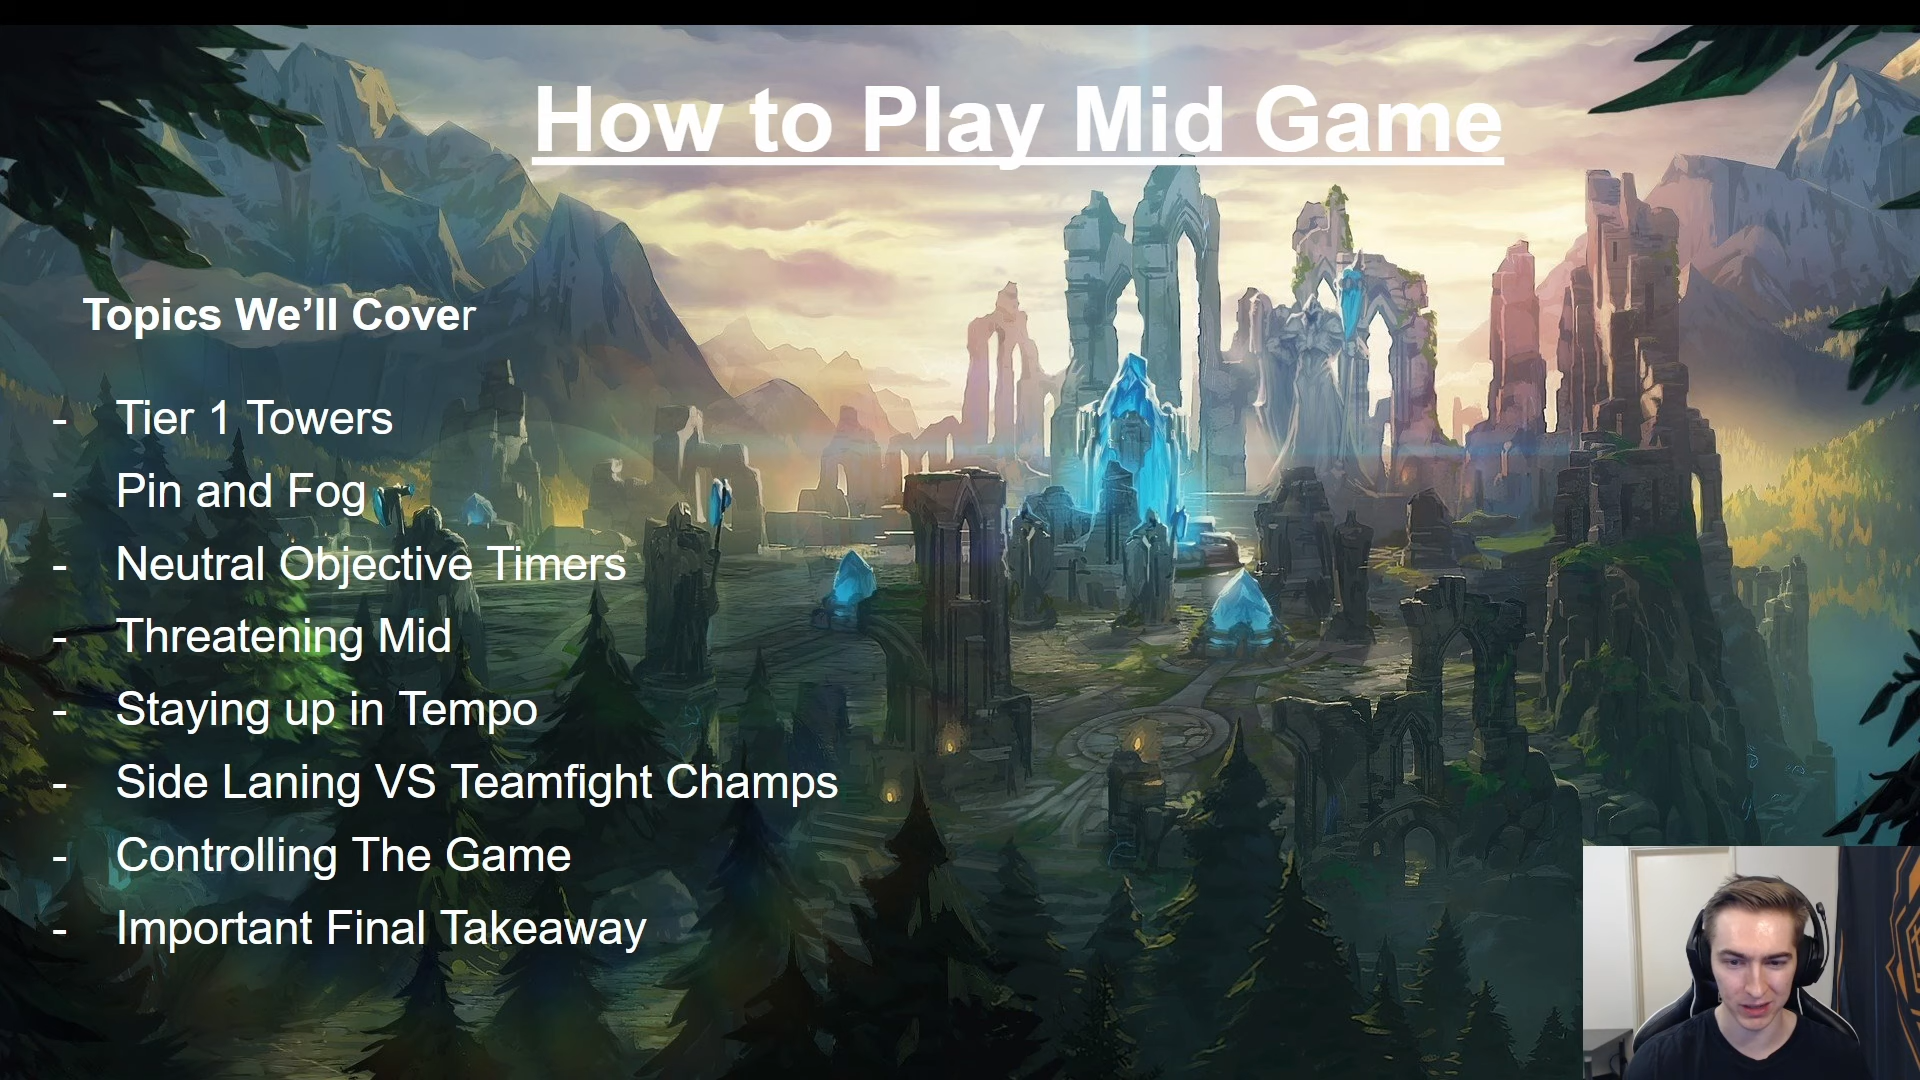 How to Play Mid Game
Topics We’ll Cover
- Tier 1 Towers
- Pin and Fog
- Neutral Objective Timers
- Threatening Mid
- Staying up in Tempo
- Side Laning VS Teamfight Champs
- Controlling The Game
- Important Final Takeaway